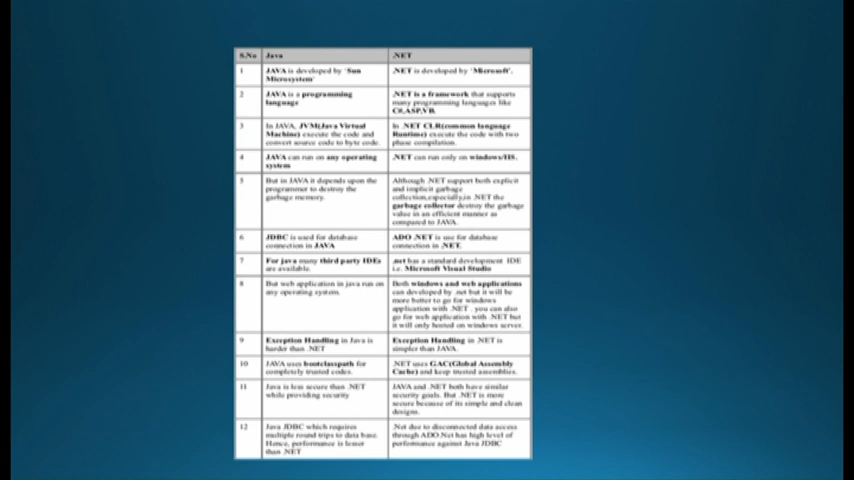 S.No Java .NET
1 JAVA is developed by 'Sun Microsystem' .NET is developed by 'Microsoft'.
2 JAVA is a programming language .NET is a framework that supports many programming languages like C#,ASP,VB.
3 In JAVA, JVM(Java Virtual Machine) execute the code and convert source code to byte code. In .NET CLR(common language Runtime) execute the code with two phase compilation.
4 JAVA can run on any operating system .NET can run only on windows/IIS.
5 But in JAVA it depends upon the programmer to destroy the garbage memory. Although .NET support both explicit and implicit garbage collection,especially,in .NET the garbage collector destroy the garbage value in an efficient manner as compared to JAVA.
6 JDBC is used for database connection in JAVA ADO .NET is use for database connection in .NET.
7 For java many third party IDEs are available. .net has a standard development IDE i.e. Microsoft Visual Studio
8 But web application in java run on any operating system. Both windows and web applications can developed by .net but it will be more better to go for windows application with .NET . you can also go for web application with .NET but it will only hosted on windows server.
9 Exception Handling in Java is harder than .NET Exception Handling in .NET is simpler than JAVA.
10 JAVA uses bootclasspath for completely trusted codes. .NET uses GAC(Global Assembly Cache) and keep trusted assemblies.
11 Java is less secure than .NET while providing security JAVA and .NET both have similar security goals. But .NET is more secure because of its simple and clean designs.
12 Java JDBC which requires multiple round trips to data base. Hence, performance is lesser than .NET .Net due to disconnected data access through ADO.Net has high level of performance against Java JDBC